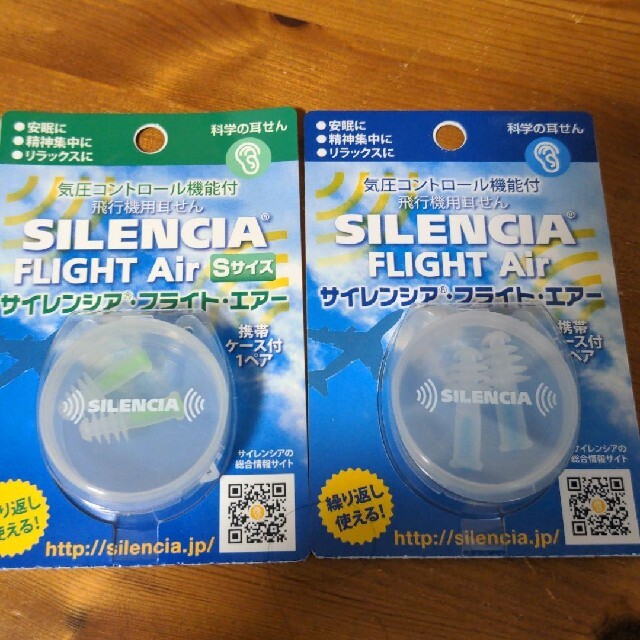 ●安眠に
●精神集中に
●リラックスに
科学の耳せん
気圧コントロール機能付
飛行機用耳せん
SILENCIA®
FLIGHT Air Sサイズ
サイレンシア®・フライト・エアー
携帯
ケース付
1ペア
SILENCIA
サイレンシアの
総合情報サイト
り返し
使える!
http://silencia.jp/
●安眠に
●精神集中に
●リラックスに
科学の耳せん
気圧コントロール機能付
飛行機用耳せん
SILENCIA®
FLIGHT Air
サイレンシア®・フライト・エアー
携帯
ケース付
1ペア
SILENCIA
サイレンシアの
総合情報サイト
繰り返し
使える!
http://silencia.jp/